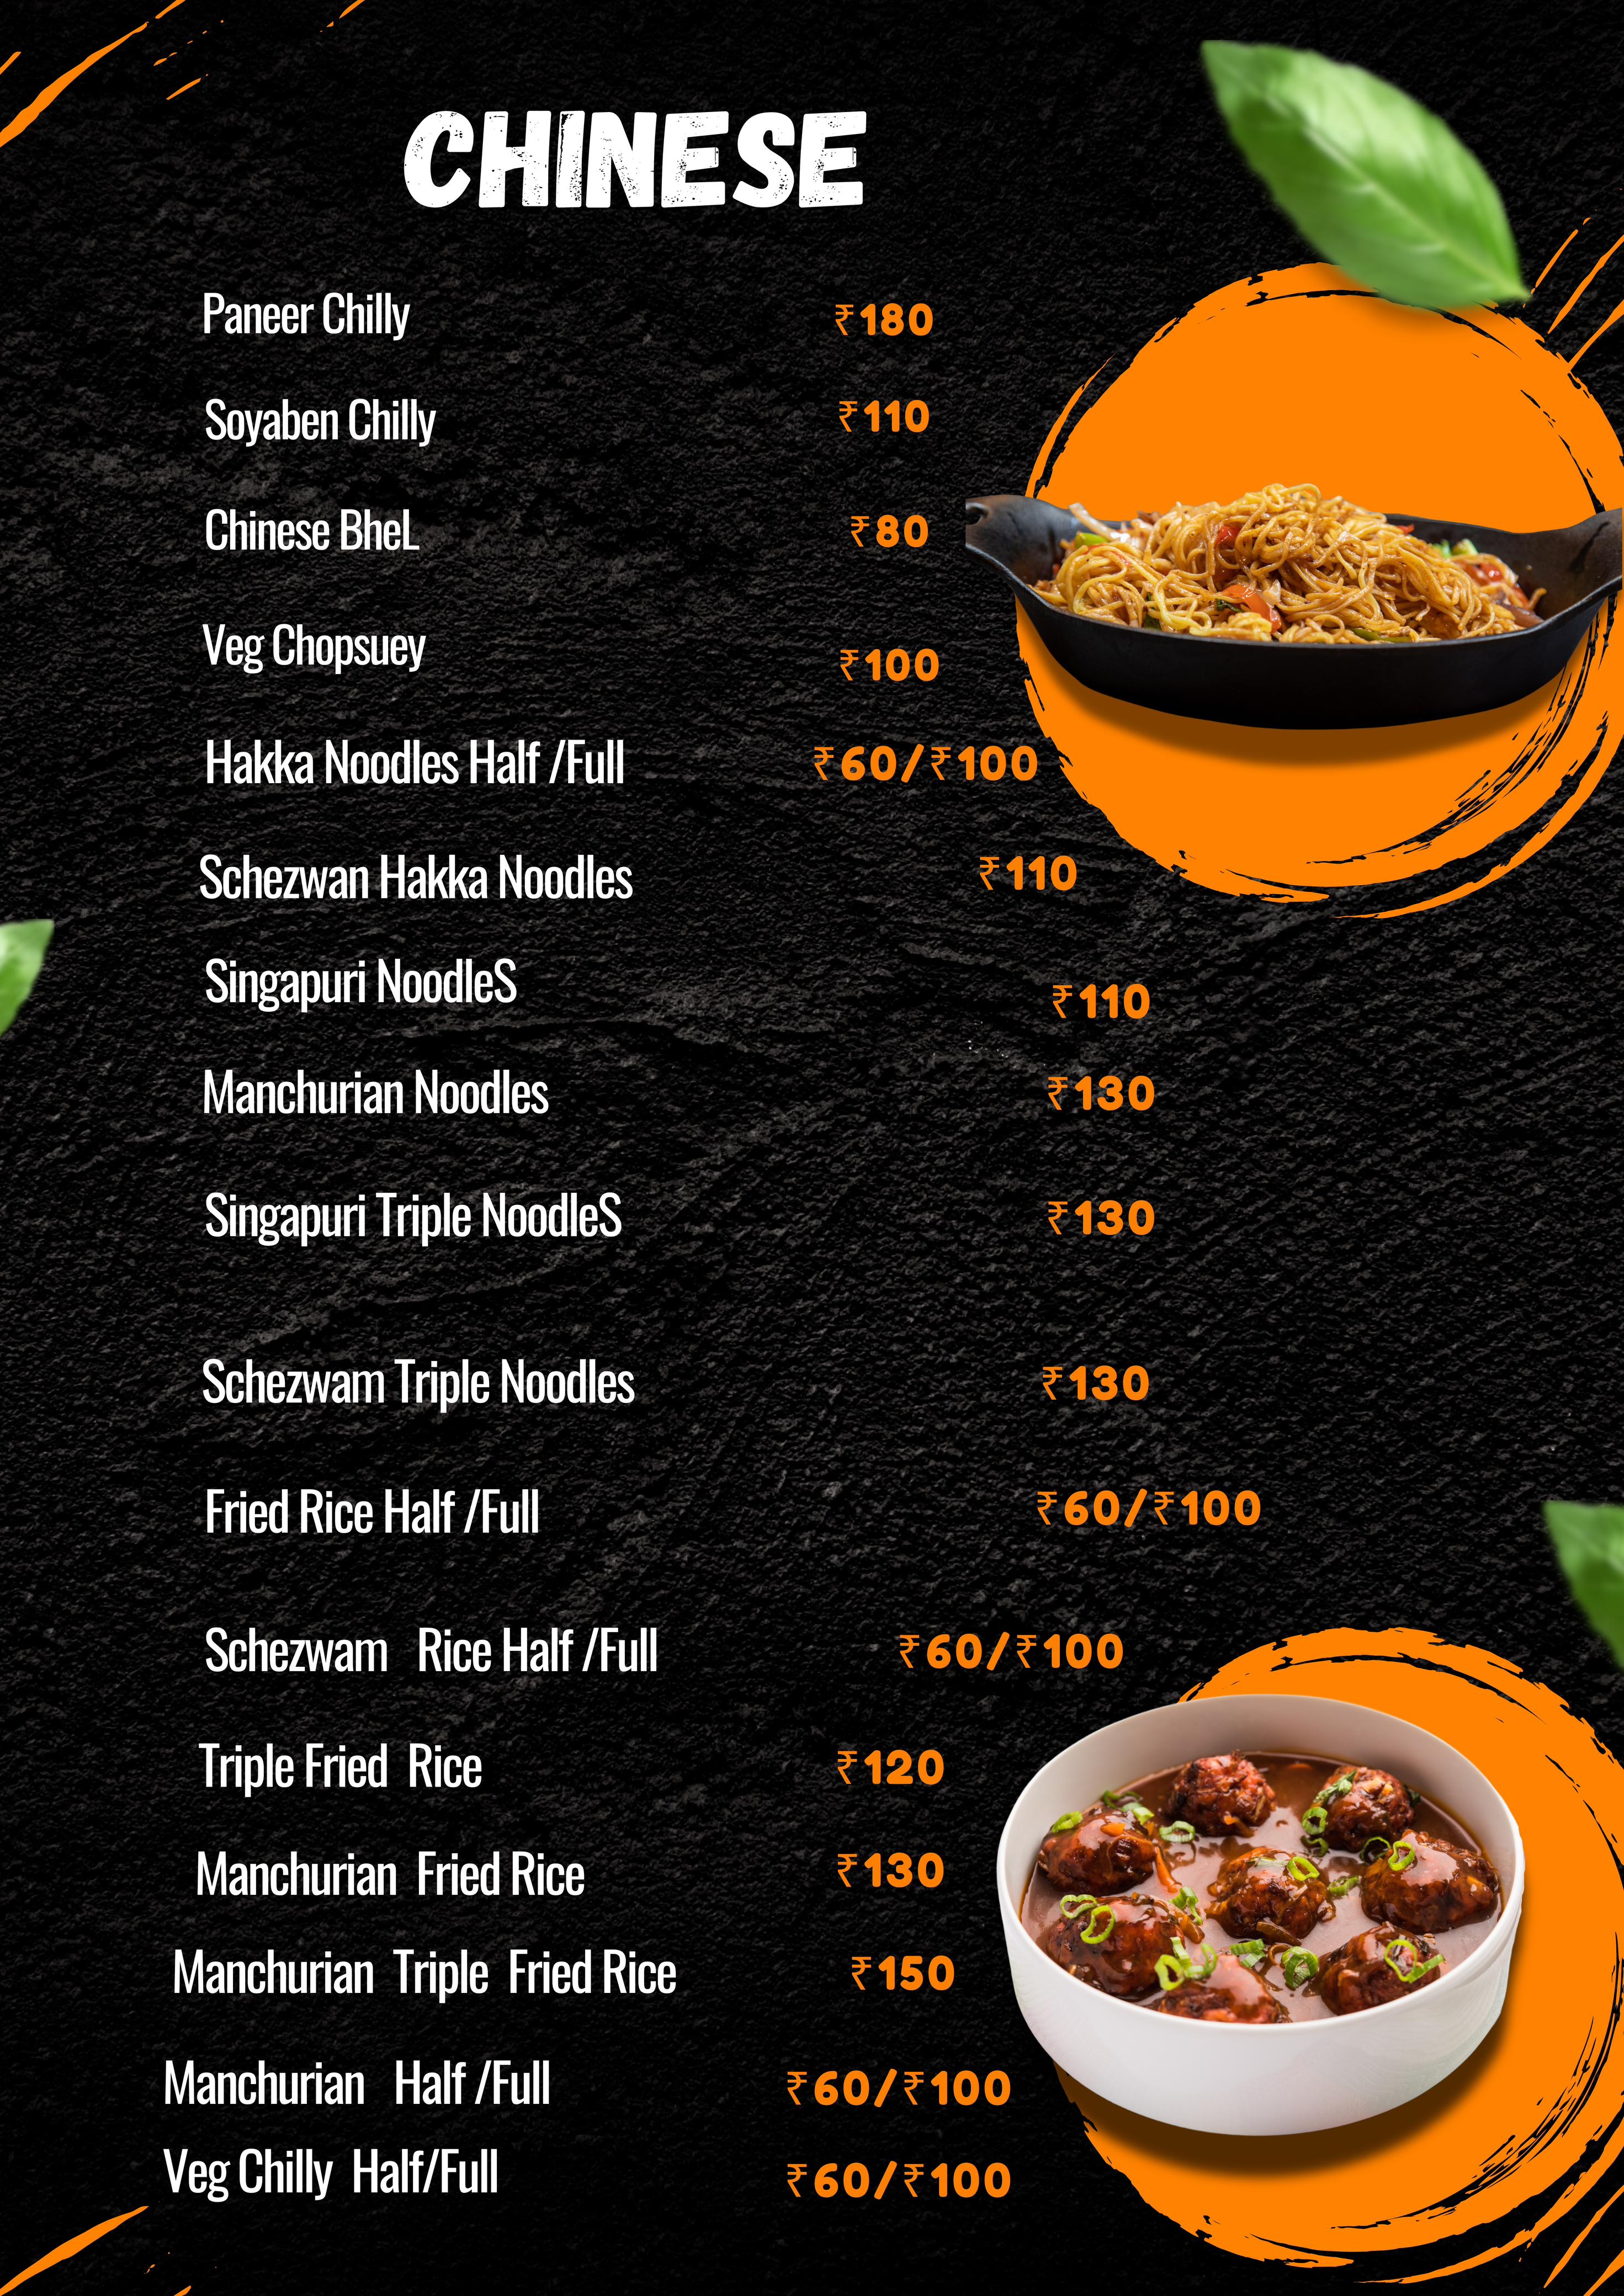 CHINESE
Paneer Chilly ₹180
Soyaben Chilly ₹110
Chinese BheL ₹80
Veg Chopsuey ₹100
Hakka Noodles Half /Full ₹60/₹100
Schezwan Hakka Noodles ₹110
Singapuri NoodleS ₹110
Manchurian Noodles ₹130
Singapuri Triple NoodleS ₹130
Schezwam Triple Noodles ₹130
Fried Rice Half /Full ₹60/₹100
Schezwam Rice Half /Full ₹60/₹100
Triple Fried Rice ₹120
Manchurian Fried Rice ₹130
Manchurian Triple Fried Rice ₹150
Manchurian Half /Full ₹60/₹100
Veg Chilly Half/Full ₹60/₹100